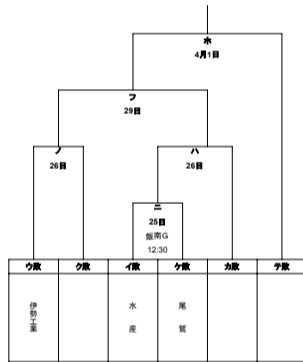 ホ
4月1日
フ
29日
ノ
26日
ハ
26日
ニ
25日
飯南G
12:30
ウ敗 ク敗 イ敗 ケ敗 カ敗 テ敗
伊勢工業 水産 尾鷲